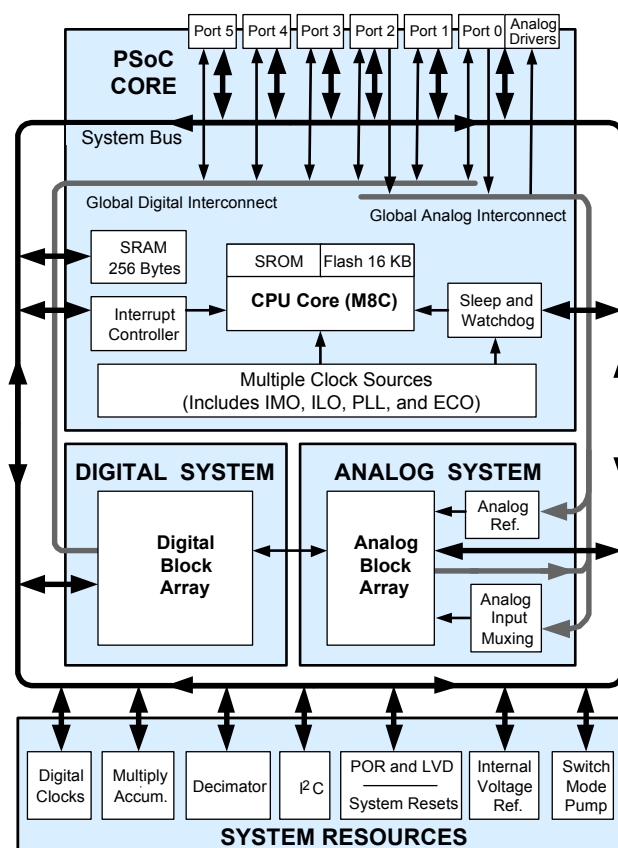 Port 5
Port 4
Port 3
Port 2
Port 1
Port 0
Analog
Drivers
PSoC
CORE
System Bus
Global Digital Interconnect
Global Analog Interconnect
SRAM
256 Bytes
SROM
Flash 16 KB
CPU Core (M8C)
Interrupt
Controller
Sleep and
Watchdog
Multiple Clock Sources
(Includes IMO, ILO, PLL, and ECO)
DIGITAL SYSTEM
Digital
Block
Array
ANALOG SYSTEM
Analog
Block
Array
Analog
Ref.
Analog
Input
Muxing
Digital
Clocks
Multiply
Accum.
Decimator
I²C
POR and LVD
System Resets
Internal
Voltage
Ref.
Switch
Mode
Pump
SYSTEM RESOURCES